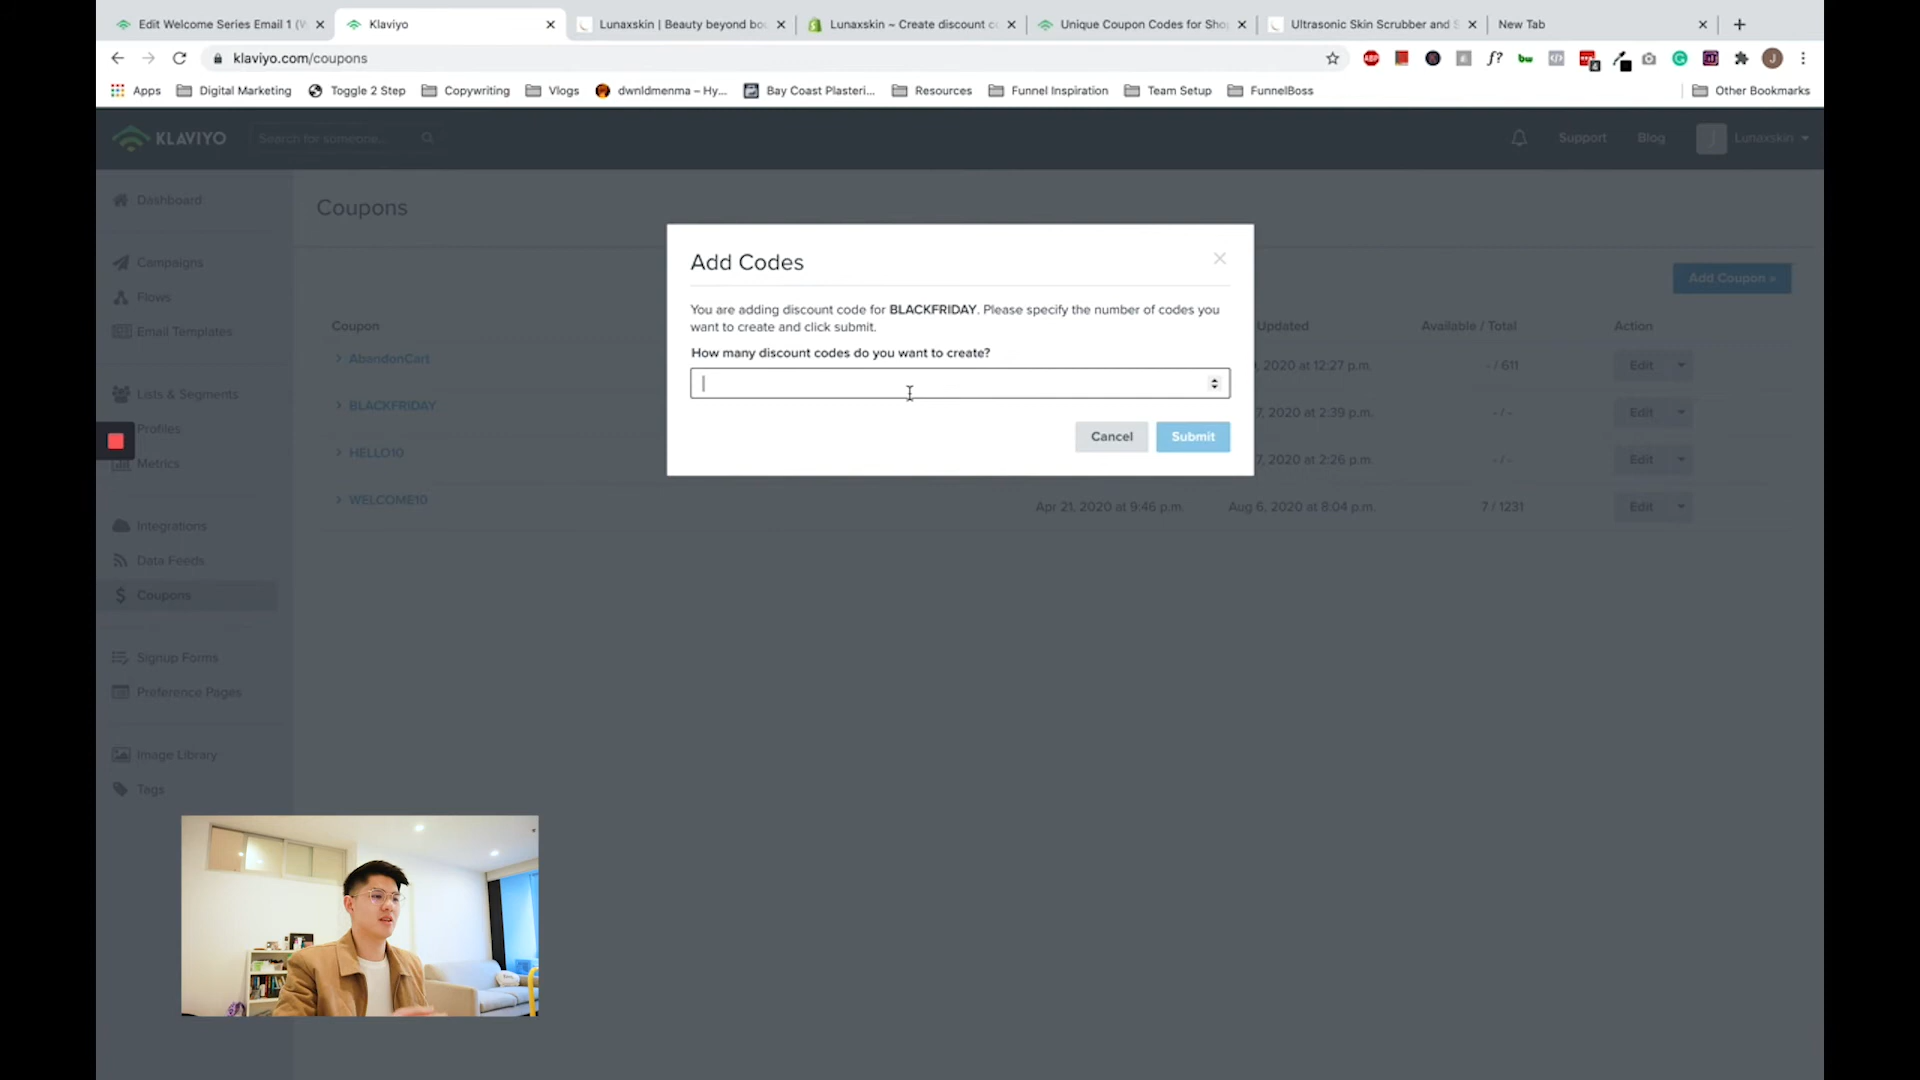 Edit Welcome Series Email 1 (W
Klaviyo
Lunaxskin | Beauty beyond bo
Lunaxskin ~ Create discount c
Unique Coupon Codes for Sho
Ultrasonic Skin Scrubber and S
New Tab
klaviyo.com/coupons
ABP
f?
Apps
Digital Marketing
Toggle 2 Step
Copywriting
Vlogs
dwnldmenma – Hy...
Bay Coast Plasteri...
Resources
Funnel Inspiration
Team Setup
FunnelBoss
Other Bookmarks
KLAVIYO
Search for someone...
Support
Blog
J
Lunaxskin
Dashboard
Campaigns
Flows
Email Templates
Lists & Segments
Profiles
Metrics
Integrations
Data Feeds
Coupons
Signup Forms
Preference Pages
Image Library
Tags
Coupons
Add Coupon »
Coupon
Updated
Available / Total
Action
AbandonCart
, 2020 at 12:27 p.m.
- / 611
Edit
BLACKFRIDAY
7, 2020 at 2:39 p.m.
- / -
Edit
HELLO10
7, 2020 at 2:26 p.m.
- / -
Edit
WELCOME10
Apr 21, 2020 at 9:46 p.m.
Aug 6, 2020 at 8:04 p.m.
7 / 1231
Edit
Add Codes
You are adding discount code for BLACKFRIDAY. Please specify the number of codes you
want to create and click submit.
How many discount codes do you want to create?
Cancel
Submit